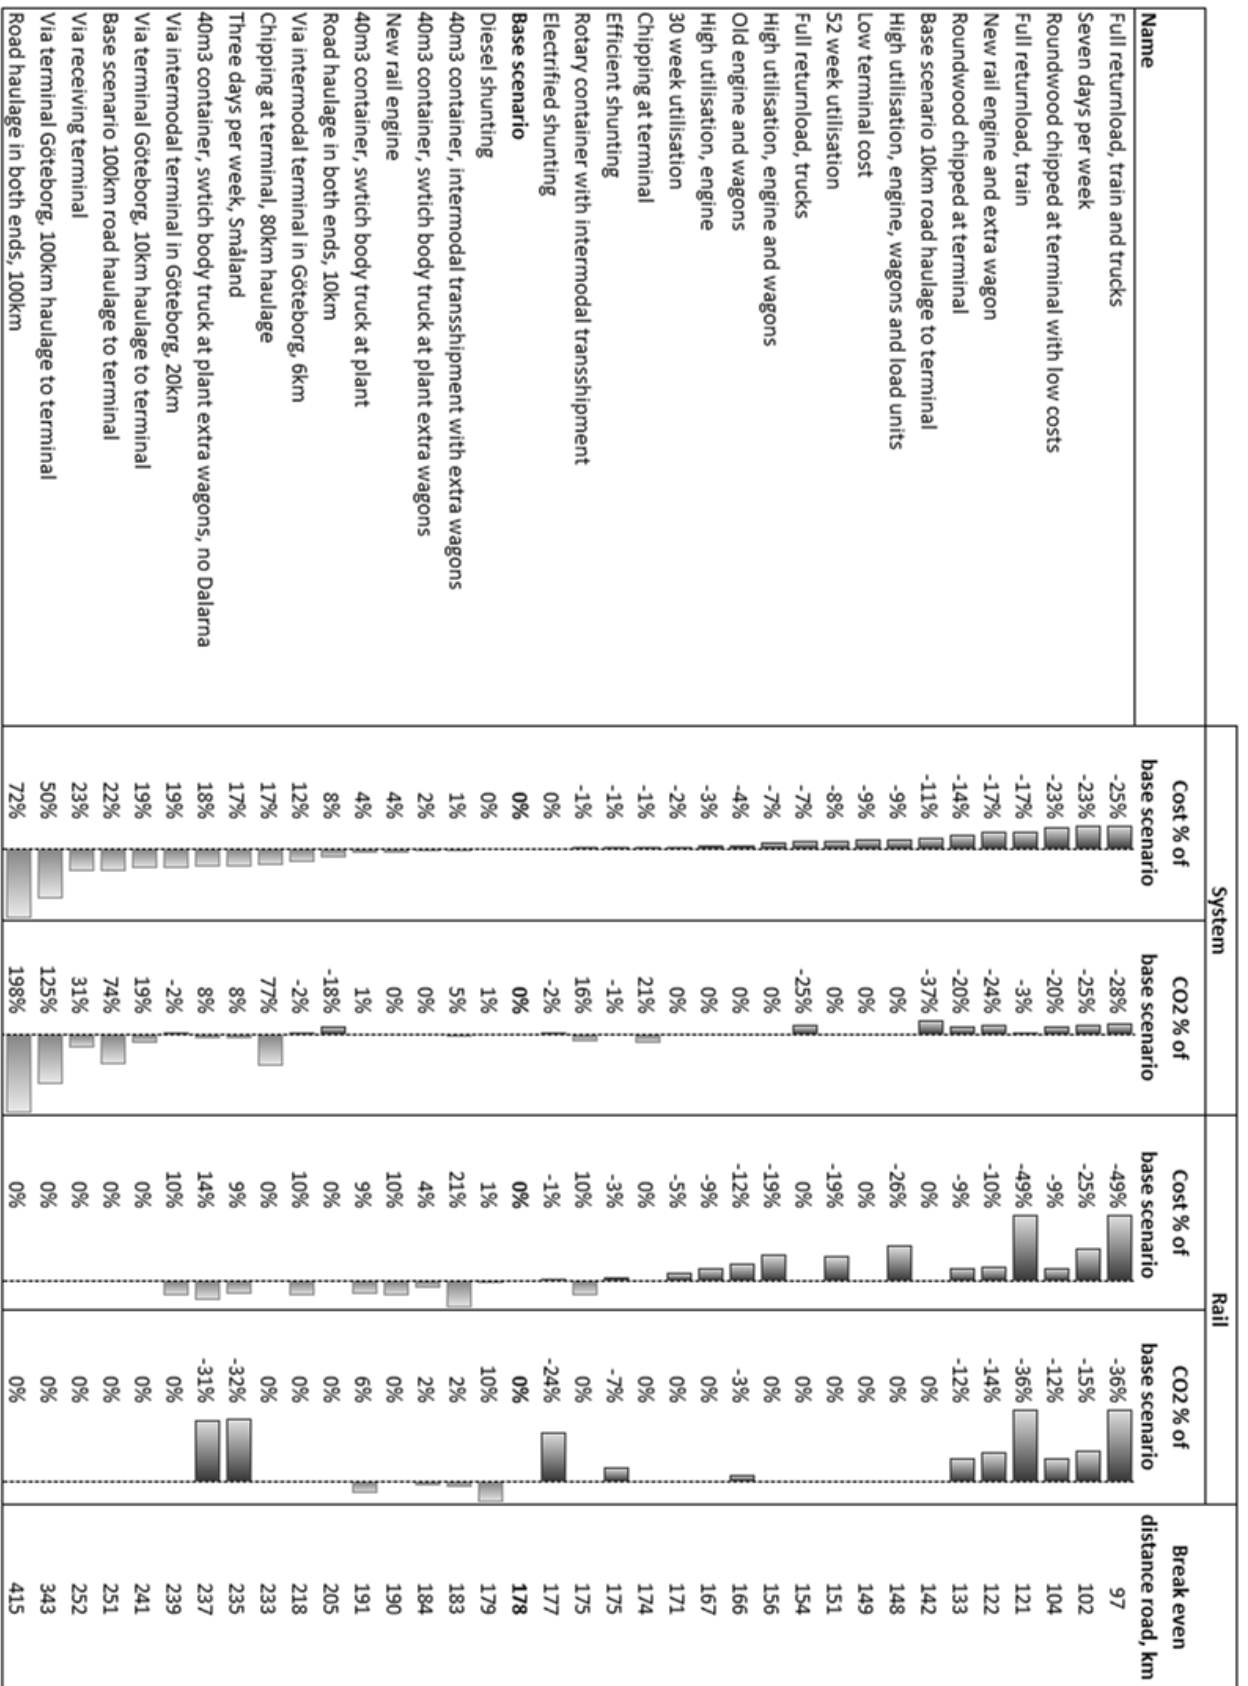 System Rail
Name Cost % of base scenario CO2 % of base scenario Cost % of base scenario CO2 % of base scenario Break even distance road, km
Full returnload, train and trucks -25% -28% -49% -36% 97
Seven days per week -23% -25% -25% -15% 102
Roundwood chipped at terminal with low costs -23% -20% -9% -12% 104
Full returnload, train -17% -3% -49% -36% 121
New rail engine and extra wagon -17% -24% -10% -14% 122
Roundwood chipped at terminal -14% -20% -9% -12% 133
Base scenario 10km road haulage to terminal -11% -37% 0% 0% 142
High utilisation, engine, wagons and load units -9% 0% -26% 0% 148
Low terminal cost -9% 0% 0% 0% 149
52 week utilisation -8% 0% -19% 0% 151
Full returnload, trucks -7% -25% 0% 0% 154
High utilisation, engine and wagons -7% 0% -19% 0% 156
Old engine and wagons -4% 0% -12% -3% 166
High utilisation, engine -3% 0% -9% 0% 167
30 week utilisation -2% 0% -5% 0% 171
Chipping at terminal -1% 21% 0% 0% 174
Efficient shunting -1% -1% -3% -7% 175
Rotary container with intermodal transshipment -1% 16% 10% 0% 175
Electrified shunting 0% -2% -1% -24% 177
Base scenario 0% 0% 0% 0% 178
Diesel shunting 0% 1% 1% 10% 179
40m3 container, intermodal transshipment with extra wagons 1% 5% 21% 2% 183
40m3 container, swtich body truck at plant extra wagons 2% 0% 4% 2% 184
New rail engine 4% 0% 10% 0% 190
40m3 container, swtich body truck at plant 4% 1% 9% 6% 191
Road haulage in both ends, 10km 8% -18% 0% 0% 205
Via intermodal terminal in Göteborg, 6km 12% -2% 10% 0% 218
Chipping at terminal, 80km haulage 17% 77% 0% 0% 233
Three days per week, Småland 17% 8% 9% -32% 235
40m3 container, swtich body truck at plant extra wagons, no Dalarna 18% 8% 14% -31% 237
Via intermodal terminal in Göteborg, 20km 19% -2% 10% 0% 239
Via terminal Göteborg, 10km haulage to terminal 19% 19% 0% 0% 241
Base scenario 100km road haulage to terminal 22% 74% 0% 0% 251
Via receiving terminal 23% 31% 0% 0% 252
Via terminal Göteborg, 100km haulage to terminal 50% 125% 0% 0% 343
Road haulage in both ends, 100km 72% 198% 0% 0% 415